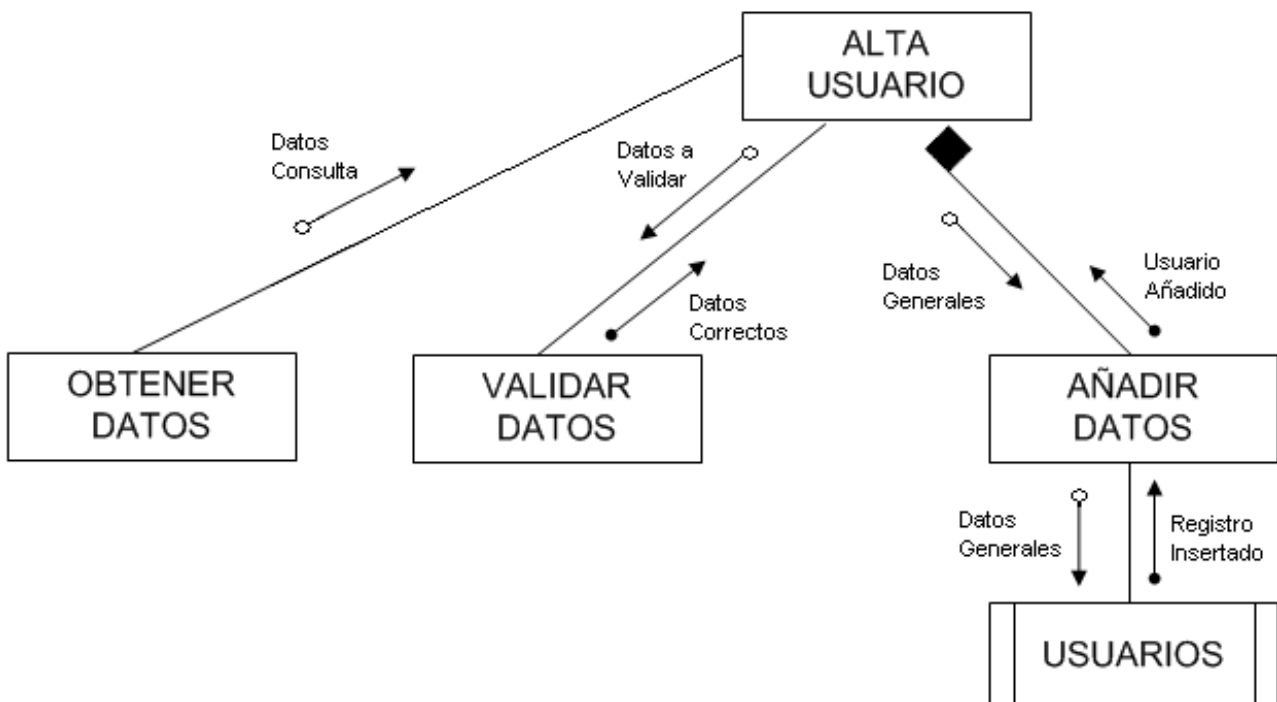 ALTA
USUARIO
Datos
Consulta
Datos a
Validar
Datos
Correctos
Datos
Generales
Usuario
Añadido
OBTENER
DATOS
VALIDAR
DATOS
AÑADIR
DATOS
Datos
Generales
Registro
Insertado
USUARIOS